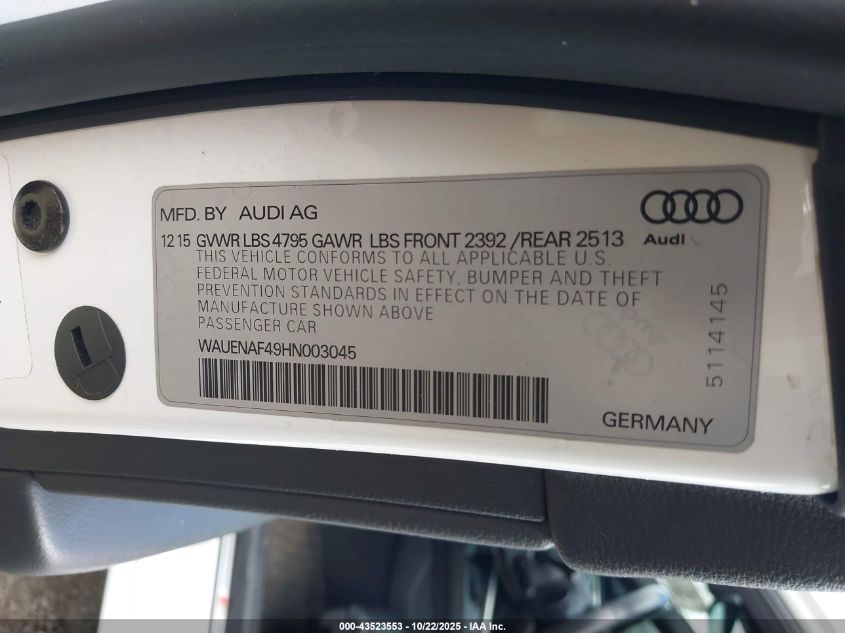 MFD. BY AUDI AG
12 15 GVWR LBS 4795 GAWR LBS FRONT 2392 /REAR 2513
Audi
THIS VEHICLE CONFORMS TO ALL APPLICABLE U.S.
FEDERAL MOTOR VEHICLE SAFETY, BUMPER AND THEFT
PREVENTION STANDARDS IN EFFECT ON THE DATE OF
MANUFACTURE SHOWN ABOVE
PASSENGER CAR
WAUENAF49HN003045
5114145
GERMANY
000-43523553 - 10/22/2025 - IAA Inc.